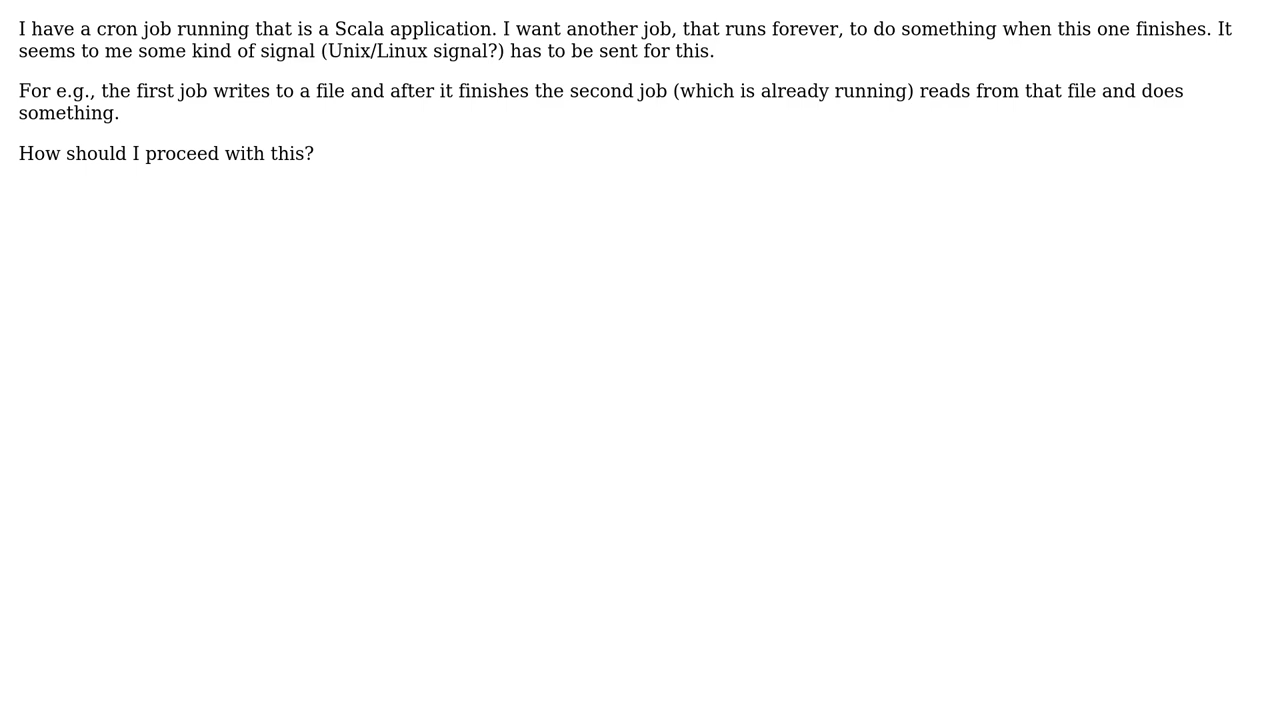 I have a cron job running that is a Scala application. I want another job, that runs forever, to do something when this one finishes. It
seems to me some kind of signal (Unix/Linux signal?) has to be sent for this.
For e.g., the first job writes to a file and after it finishes the second job (which is already running) reads from that file and does
something.
How should I proceed with this?